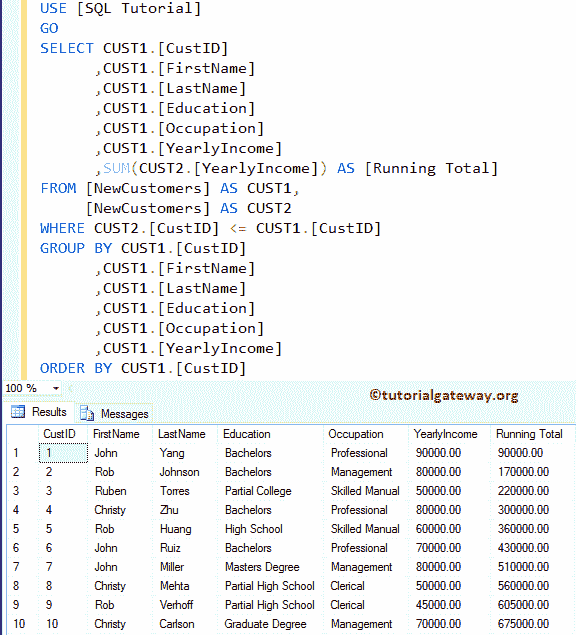 USE [SQL Tutorial]
GO
SELECT CUST1.[CustID]
,CUST1.[FirstName]
,CUST1.[LastName]
,CUST1.[Education]
,CUST1.[Occupation]
,CUST1.[YearlyIncome]
,SUM(CUST2.[YearlyIncome]) AS [Running Total]
FROM [NewCustomers] AS CUST1,
[NewCustomers] AS CUST2
WHERE CUST2.[CustID] <= CUST1.[CustID]
GROUP BY CUST1.[CustID]
,CUST1.[FirstName]
,CUST1.[LastName]
,CUST1.[Education]
,CUST1.[Occupation]
,CUST1.[YearlyIncome]
ORDER BY CUST1.[CustID]
100 %
©tutorialgateway.org
Results Messages
CustID FirstName LastName Education Occupation YearlyIncome Running Total
1 1 John Yang Bachelors Professional 90000.00 90000.00
2 2 Rob Johnson Bachelors Management 80000.00 170000.00
3 3 Ruben Torres Partial College Skilled Manual 50000.00 220000.00
4 4 Christy Zhu Bachelors Professional 80000.00 300000.00
5 5 Rob Huang High School Skilled Manual 60000.00 360000.00
6 6 John Ruiz Bachelors Professional 70000.00 430000.00
7 7 John Miller Masters Degree Management 80000.00 510000.00
8 8 Christy Mehta Partial High School Clerical 50000.00 560000.00
9 9 Rob Verhoff Partial High School Clerical 45000.00 605000.00
10 10 Christy Carlson Graduate Degree Management 70000.00 675000.00